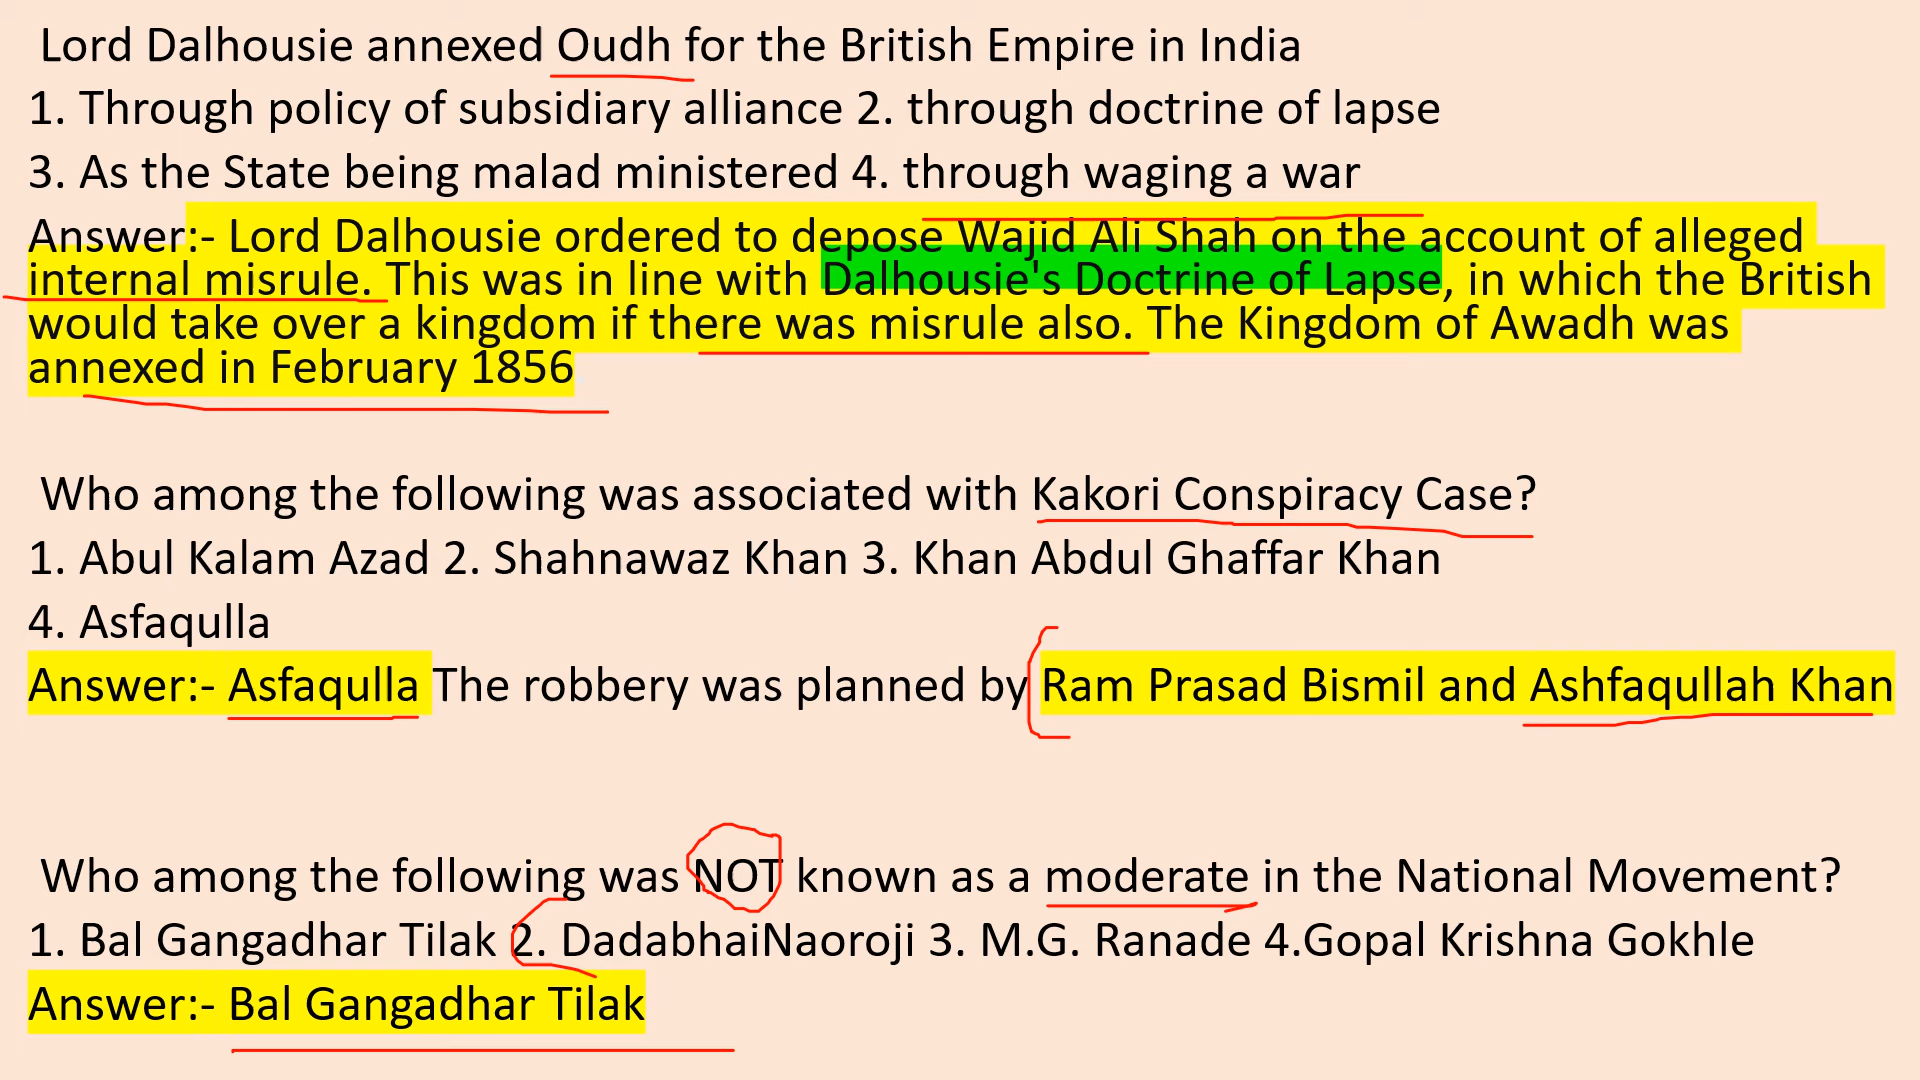 Lord Dalhousie annexed Oudh for the British Empire in India
1. Through policy of subsidiary alliance 2. through doctrine of lapse
3. As the State being malad ministered 4. through waging a war
Answer:- Lord Dalhousie ordered to depose Wajid Ali Shah on the account of alleged
internal misrule. This was in line with Dalhousie's Doctrine of Lapse, in which the British
would take over a kingdom if there was misrule also. The Kingdom of Awadh was
annexed in February 1856
Who among the following was associated with Kakori Conspiracy Case?
1. Abul Kalam Azad 2. Shahnawaz Khan 3. Khan Abdul Ghaffar Khan
4. Asfaqulla
Answer:- Asfaqulla The robbery was planned by Ram Prasad Bismil and Ashfaqullah Khan
Who among the following was NOT known as a moderate in the National Movement?
1. Bal Gangadhar Tilak 2. DadabhaiNaoroji 3. M.G. Ranade 4.Gopal Krishna Gokhle
Answer:- Bal Gangadhar Tilak